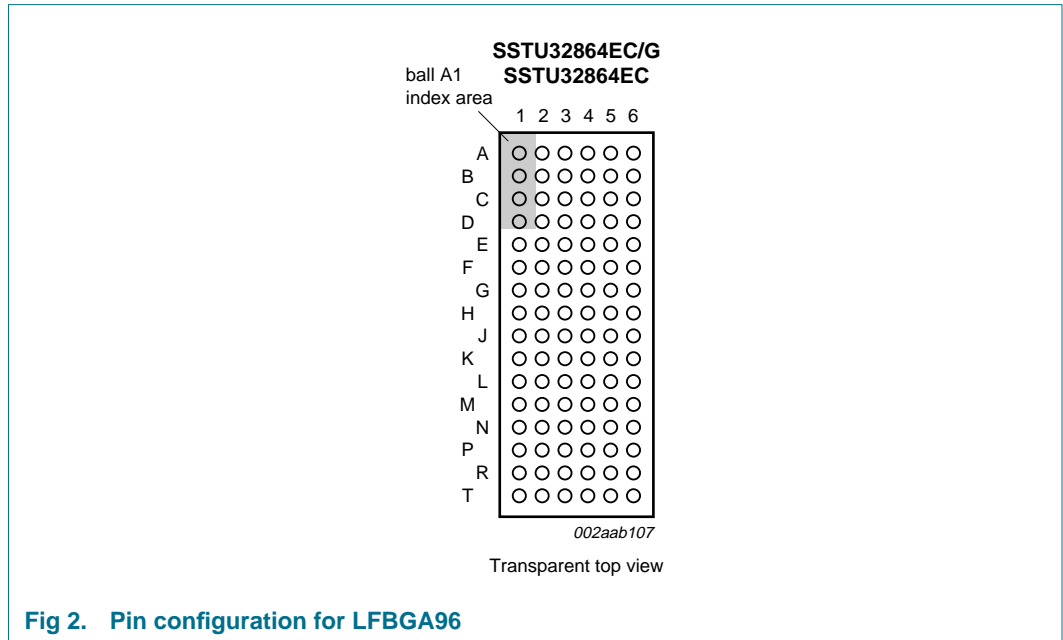 SSTU32864EC/G
SSTU32864EC
ball A1
index area
1 2 3 4 5 6
A
B
C
D
E
F
G
H
J
K
L
M
N
P
R
T
002aab107
Transparent top view
Fig 2. Pin configuration for LFBGA96